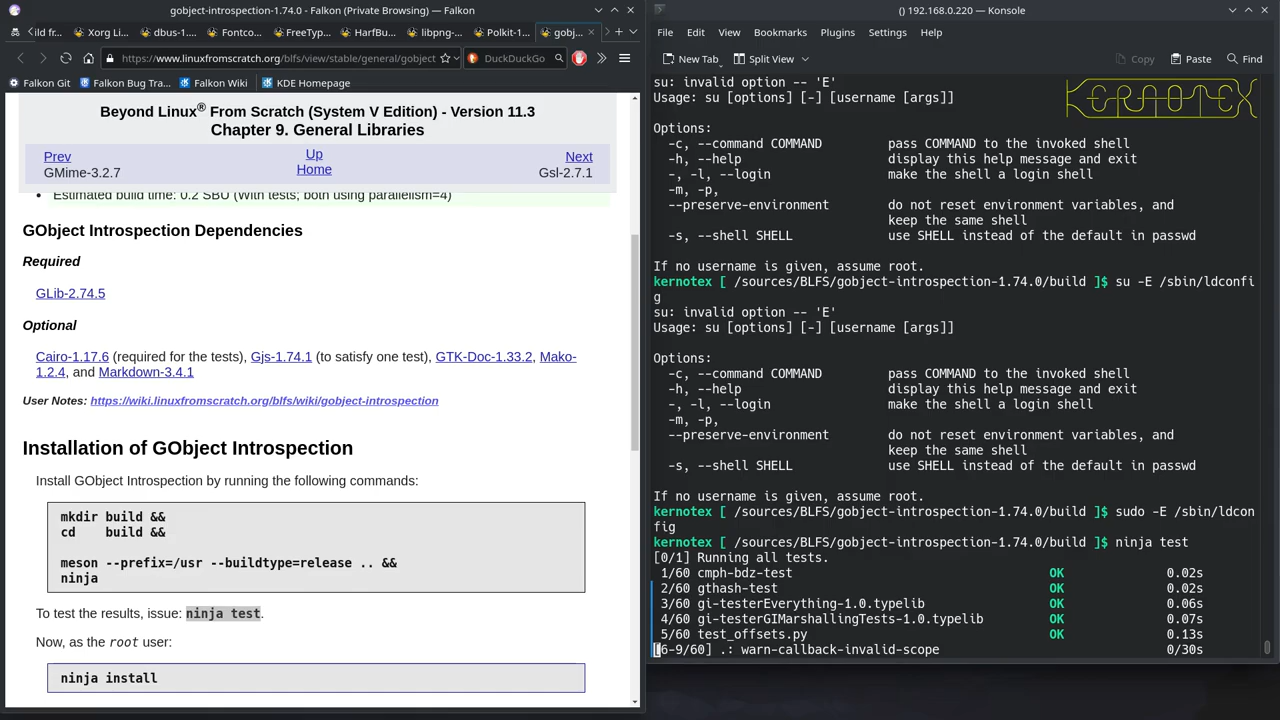 gobject-introspection-1.74.0 - Falkon (Private Browsing) — Falkon
ild fr...
Xorg Li...
dbus-1...
Fontco...
FreeTyp...
HarfBu...
libpng-...
Polkit-1...
gobj...
https://www.linuxfromscratch.org/blfs/view/stable/general/gobject
DuckDuckGo
Falkon Git
Falkon Bug Tra...
Falkon Wiki
KDE Homepage
Beyond Linux® From Scratch (System V Edition) - Version 11.3
Chapter 9. General Libraries
Prev
Up
Next
GMime-3.2.7
Home
Gsl-2.7.1
Estimated build time: 0.2 SBU (With tests; both using parallelism=4)
GObject Introspection Dependencies
Required
GLib-2.74.5
Optional
Cairo-1.17.6 (required for the tests), Gjs-1.74.1 (to satisfy one test), GTK-Doc-1.33.2, Mako-
1.2.4, and Markdown-3.4.1
User Notes: https://wiki.linuxfromscratch.org/blfs/wiki/gobject-introspection
Installation of GObject Introspection
Install GObject Introspection by running the following commands:
mkdir build &&
cd    build &&
meson --prefix=/usr --buildtype=release .. &&
ninja
To test the results, issue: ninja test.
Now, as the root user:
ninja install
() 192.168.0.220 — Konsole
File Edit View Bookmarks Plugins Settings Help
New Tab
Split View
Copy
Paste
Find
KERNOTEX
su: invalid option -- 'E'
Usage: su [options] [-] [username [args]]
Options:
-c, --command COMMAND pass COMMAND to the invoked shell
-h, --help display this help message and exit
-, -l, --login make the shell a login shell
-m, -p,
--preserve-environment do not reset environment variables, and
keep the same shell
-s, --shell SHELL use SHELL instead of the default in passwd
If no username is given, assume root.
kernotex [ /sources/BLFS/gobject-introspection-1.74.0/build ]$ su -E /sbin/ldconfi
g
su: invalid option -- 'E'
Usage: su [options] [-] [username [args]]
Options:
-c, --command COMMAND pass COMMAND to the invoked shell
-h, --help display this help message and exit
-, -l, --login make the shell a login shell
-m, -p,
--preserve-environment do not reset environment variables, and
keep the same shell
-s, --shell SHELL use SHELL instead of the default in passwd
If no username is given, assume root.
kernotex [ /sources/BLFS/gobject-introspection-1.74.0/build ]$ sudo -E /sbin/ldcon
fig
kernotex [ /sources/BLFS/gobject-introspection-1.74.0/build ]$ ninja test
[0/1] Running all tests.
1/60 cmph-bdz-test OK 0.02s
2/60 gthash-test OK 0.02s
3/60 gi-testerEverything-1.0.typelib OK 0.06s
4/60 gi-testerGIMarshallingTests-1.0.typelib OK 0.07s
5/60 test_offsets.py OK 0.13s
[6-9/60] .: warn-callback-invalid-scope 0/30s